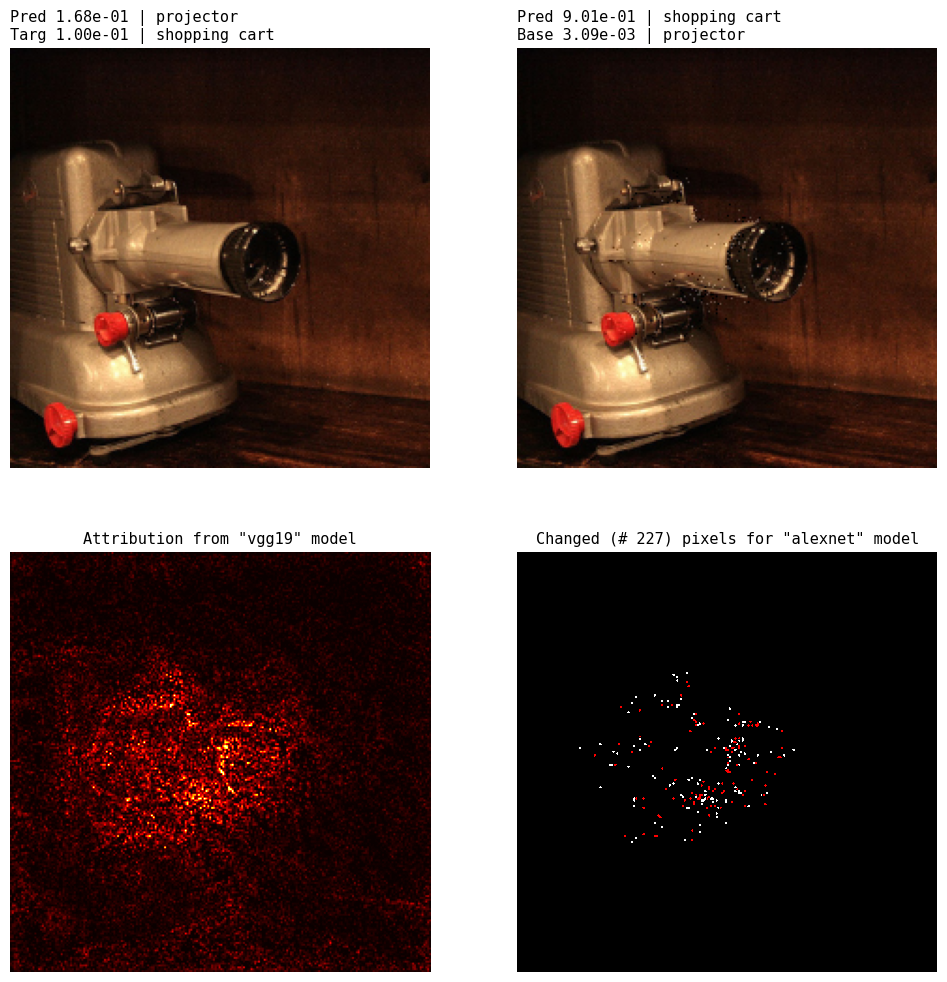 Pred 1.68e-01 | projector
Targ 1.00e-01 | shopping cart
Pred 9.01e-01 | shopping cart
Base 3.09e-03 | projector
Attribution from "vgg19" model
Changed (# 227) pixels for "alexnet" model